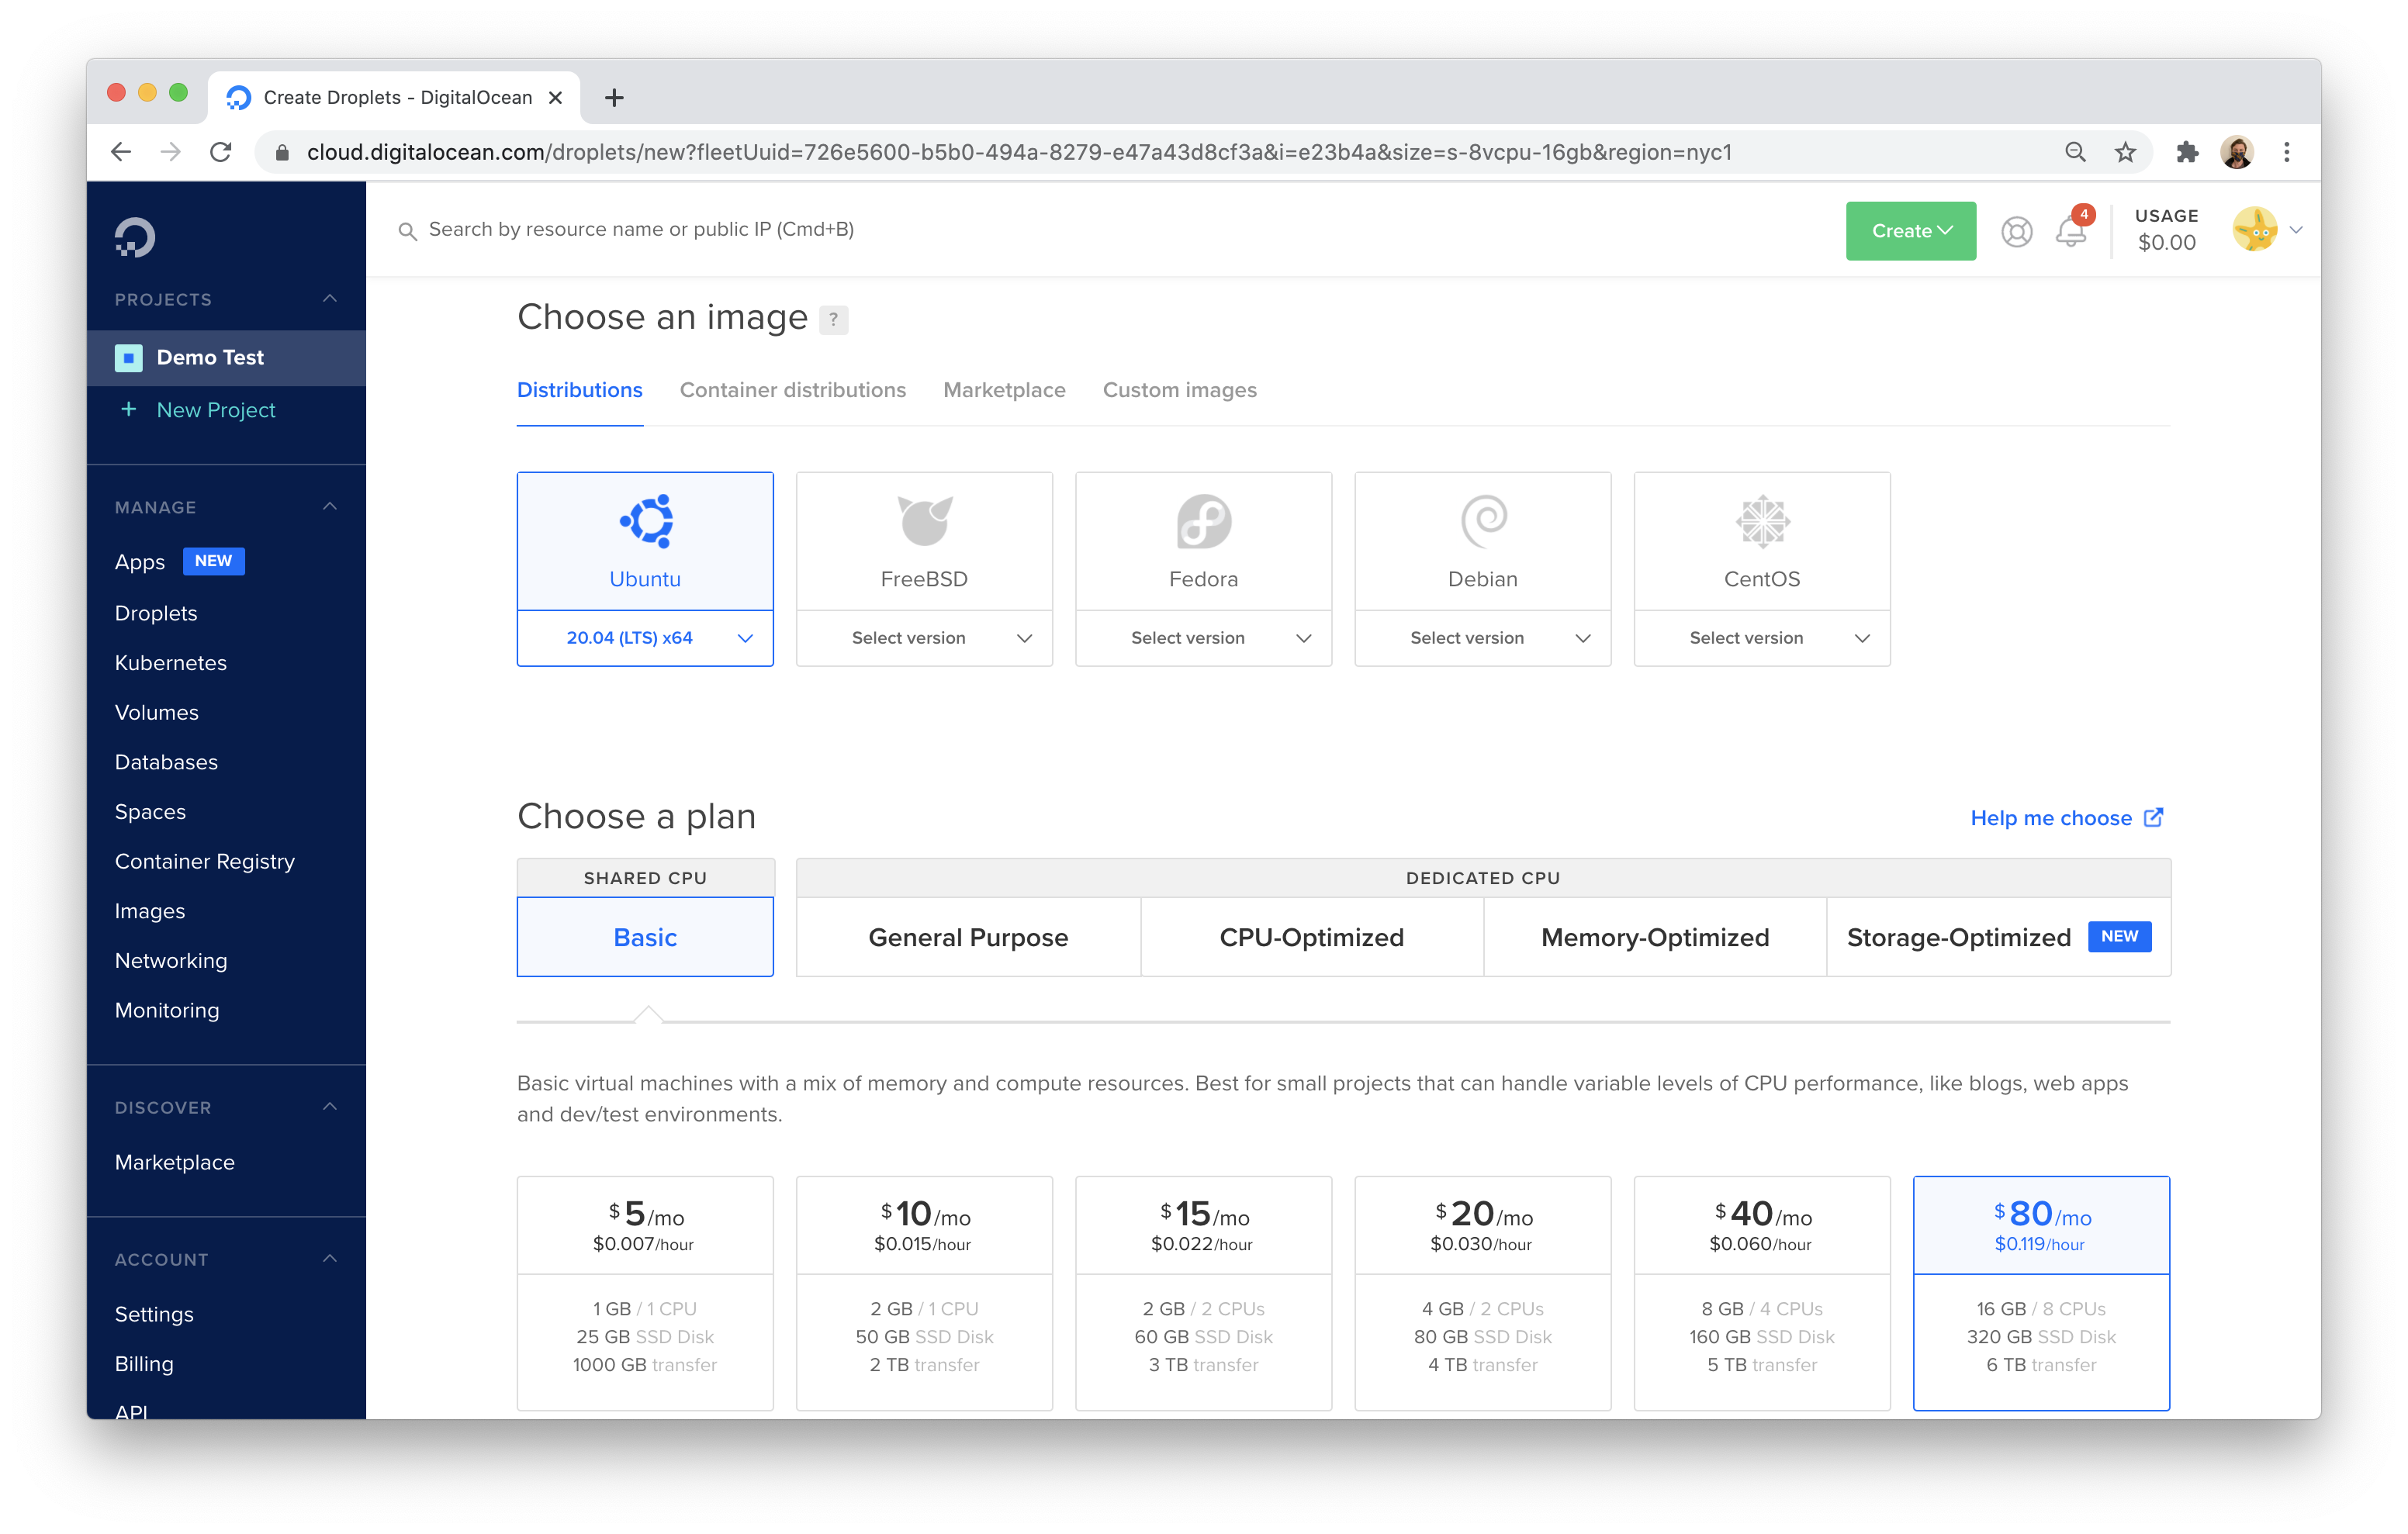 Create Droplets - DigitalOcean
cloud.digitalocean.com/droplets/new?fleetUuid=726e5600-b5b0-494a-8279-e47a43d8cf3a&i=e23b4a&size=s-8vcpu-16gb&region=nyc1
Search by resource name or public IP (Cmd+B)
Create
4
USAGE
$0.00
PROJECTS
Demo Test
+ New Project
MANAGE
Apps NEW
Droplets
Kubernetes
Volumes
Databases
Spaces
Container Registry
Images
Networking
Monitoring
DISCOVER
Marketplace
ACCOUNT
Settings
Billing
API
Choose an image ?
Distributions Container distributions Marketplace Custom images
Ubuntu FreeBSD Fedora Debian CentOS
20.04 (LTS) x64 Select version Select version Select version Select version
Choose a plan Help me choose
SHARED CPU DEDICATED CPU
Basic General Purpose CPU-Optimized Memory-Optimized Storage-Optimized NEW
Basic virtual machines with a mix of memory and compute resources. Best for small projects that can handle variable levels of CPU performance, like blogs, web apps
and dev/test environments.
$5/mo $10/mo $15/mo $20/mo $40/mo $80/mo
$0.007/hour $0.015/hour $0.022/hour $0.030/hour $0.060/hour $0.119/hour
1 GB / 1 CPU 2 GB / 1 CPU 2 GB / 2 CPUs 4 GB / 2 CPUs 8 GB / 4 CPUs 16 GB / 8 CPUs
25 GB SSD Disk 50 GB SSD Disk 60 GB SSD Disk 80 GB SSD Disk 160 GB SSD Disk 320 GB SSD Disk
1000 GB transfer 2 TB transfer 3 TB transfer 4 TB transfer 5 TB transfer 6 TB transfer